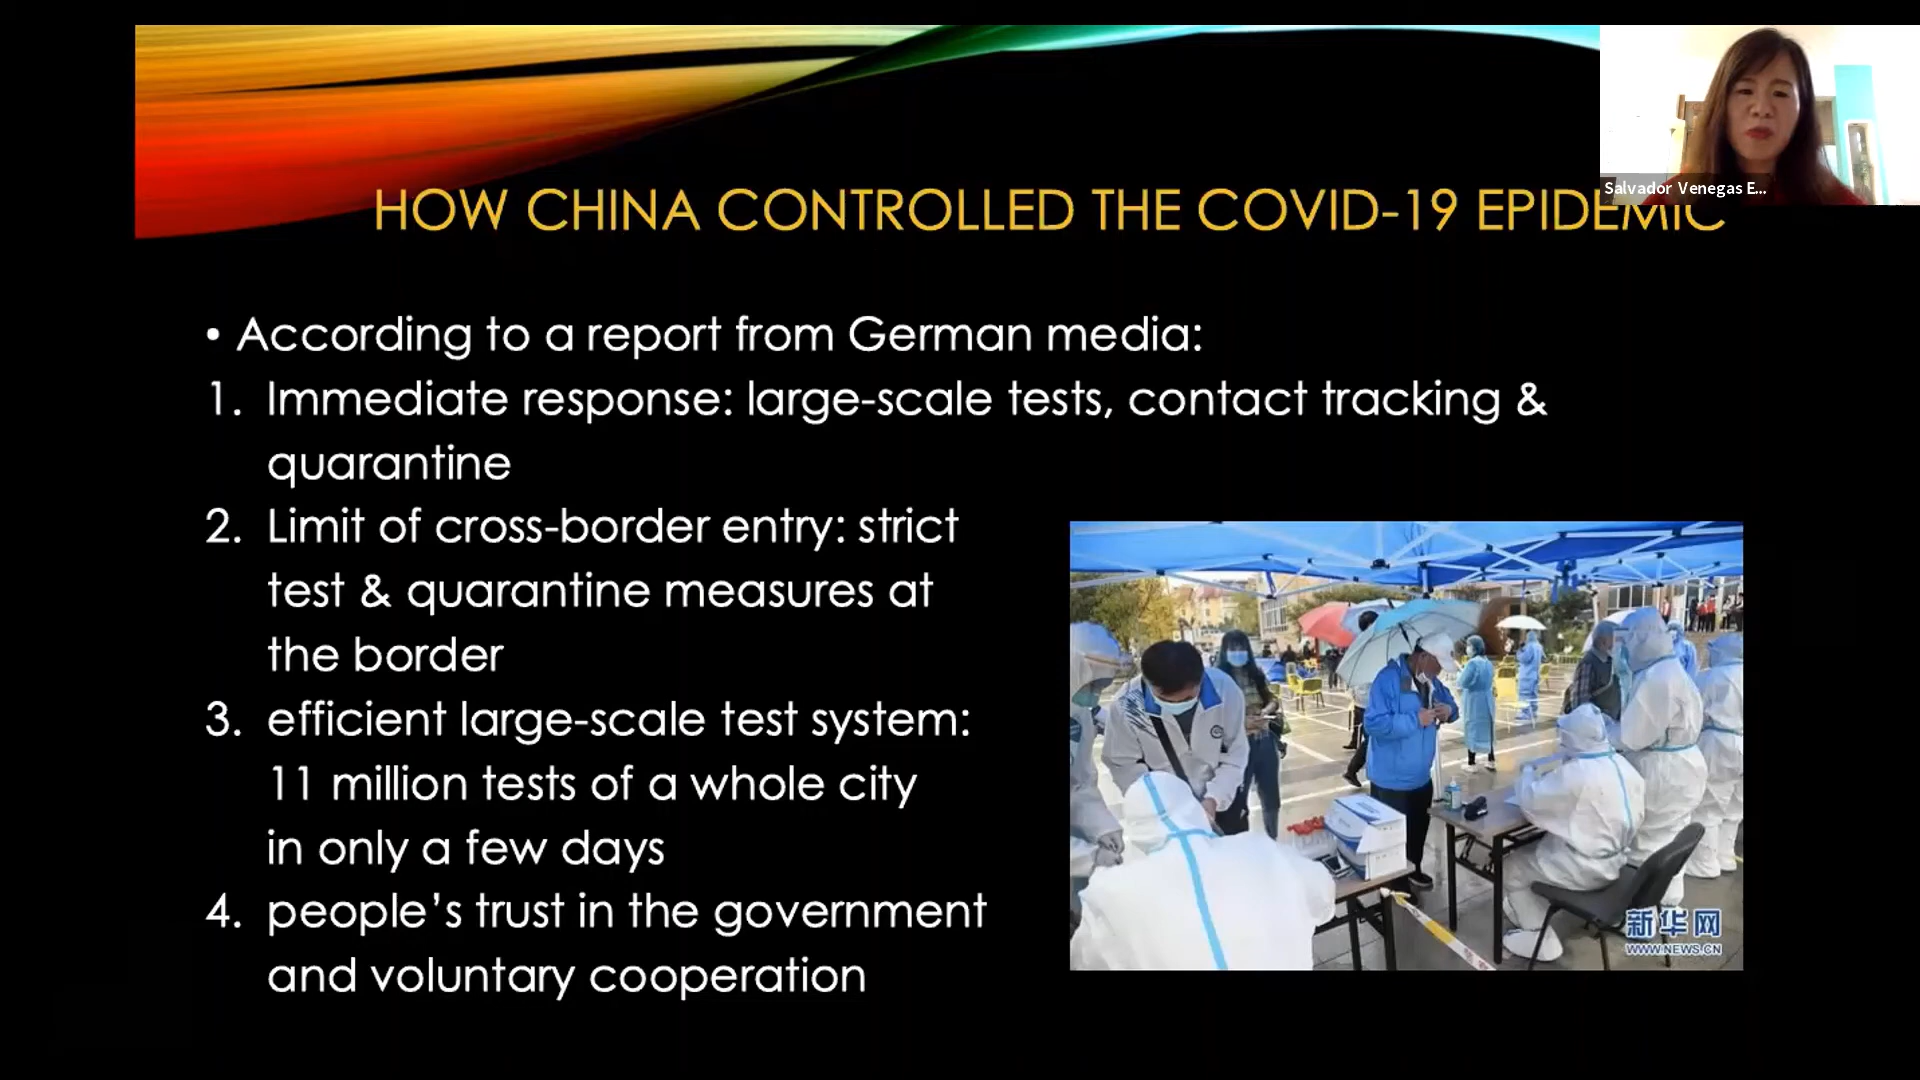 Salvador Venegas E...
HOW CHINA CONTROLLED THE COVID-19 EPIDEMIC
• According to a report from German media:
1. Immediate response: large-scale tests, contact tracking &
quarantine
2. Limit of cross-border entry: strict
test & quarantine measures at
the border
3. efficient large-scale test system:
11 million tests of a whole city
in only a few days
4. people's trust in the government
and voluntary cooperation
新华网
WWW.NEWS.CN